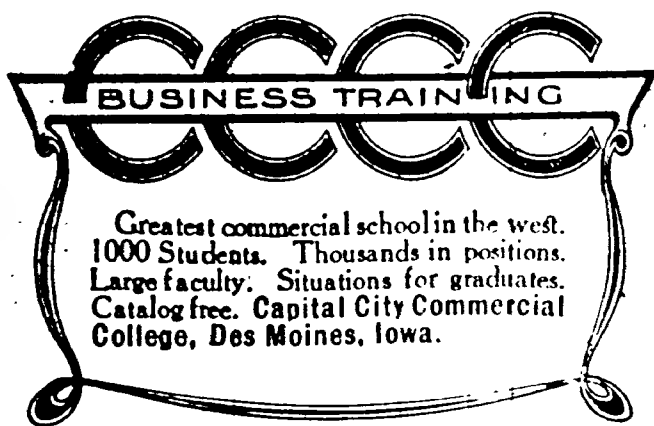 CCCC
BUSINESS TRAINING
Greatest commercial school in the west.
1000 Students. Thousands in positions.
Large faculty. Situations for graduates.
Catalog free. Capital City Commercial
College, Des Moines, Iowa.